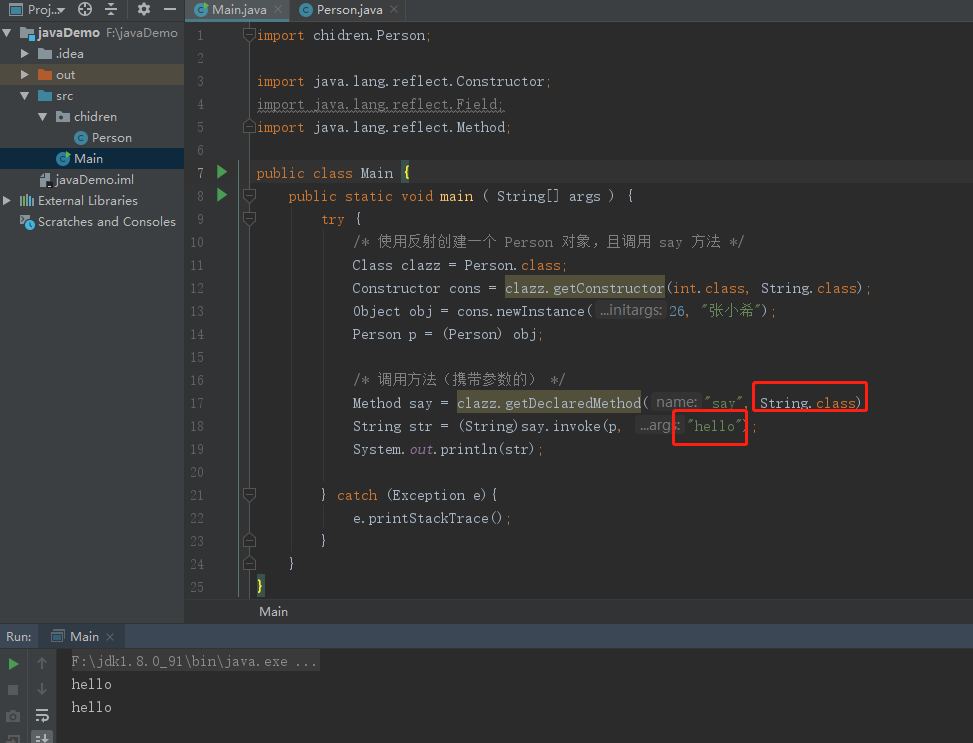 Proj...
Main.java
Person.java
javaDemo F:\javaDemo
.idea
out
src
chidren
Person
Main
javaDemo.iml
External Libraries
Scratches and Consoles
1 import chidren.Person;
2
3 import java.lang.reflect.Constructor;
4 import java.lang.reflect.Field;
5 import java.lang.reflect.Method;
6
7 public class Main {
8 public static void main ( String[] args ) {
9 try {
10 /* 使用反射创建一个 Person 对象，且调用 say 方法 */
11 Class clazz = Person.class;
12 Constructor cons = clazz.getConstructor(int.class, String.class);
13 Object obj = cons.newInstance( ...initargs: 26, "张小希");
14 Person p = (Person) obj;
15
16 /* 调用方法（携带参数的） */
17 Method say = clazz.getDeclaredMethod( name: "say", String.class)
18 String str = (String)say.invoke(p, ...args: "hello");
19 System.out.println(str);
20
21 } catch (Exception e){
22 e.printStackTrace();
23 }
24 }
25 }
Main
Run: Main
F:\jdk1.8.0_91\bin\java.exe ...
hello
hello